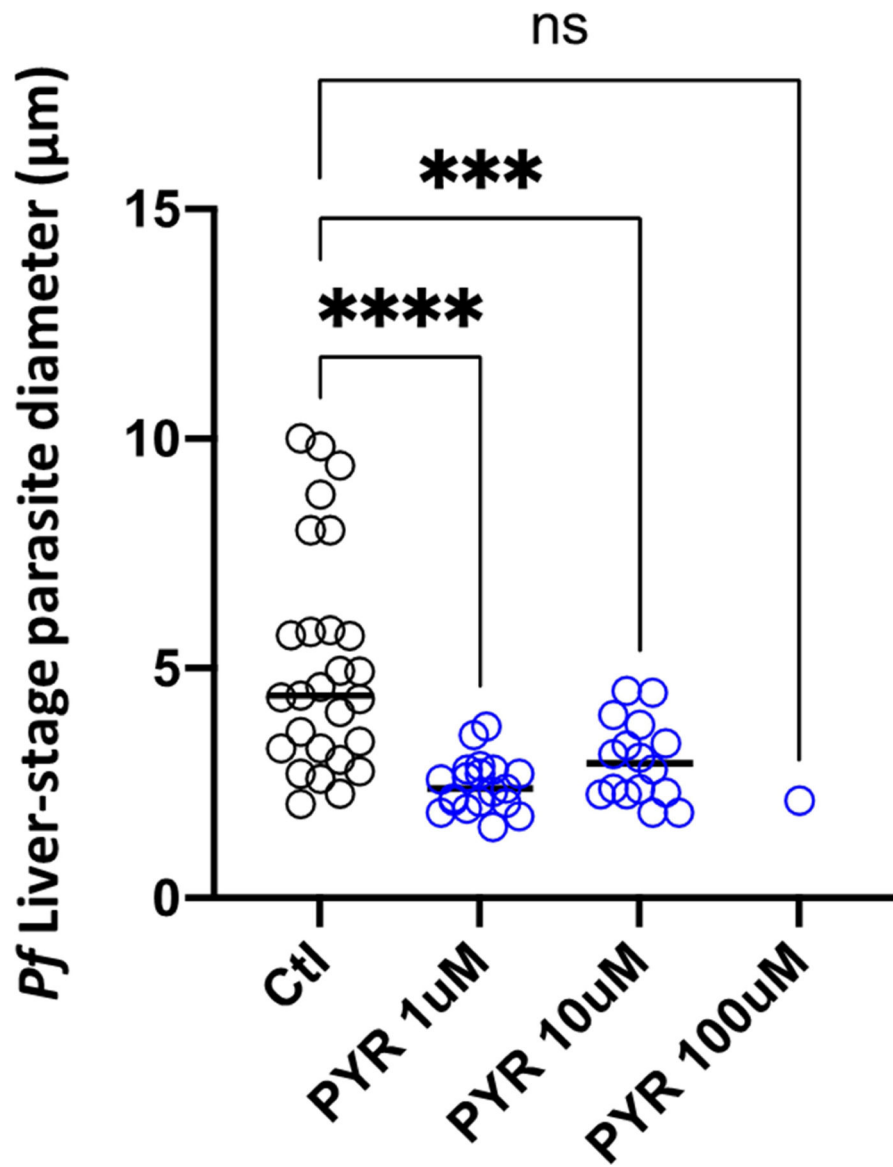 ns
***
****
Pf Liver-stage parasite diameter (µm)
15
10
5
0
Ctl
PYR 1uM
PYR 10uM
PYR 100uM